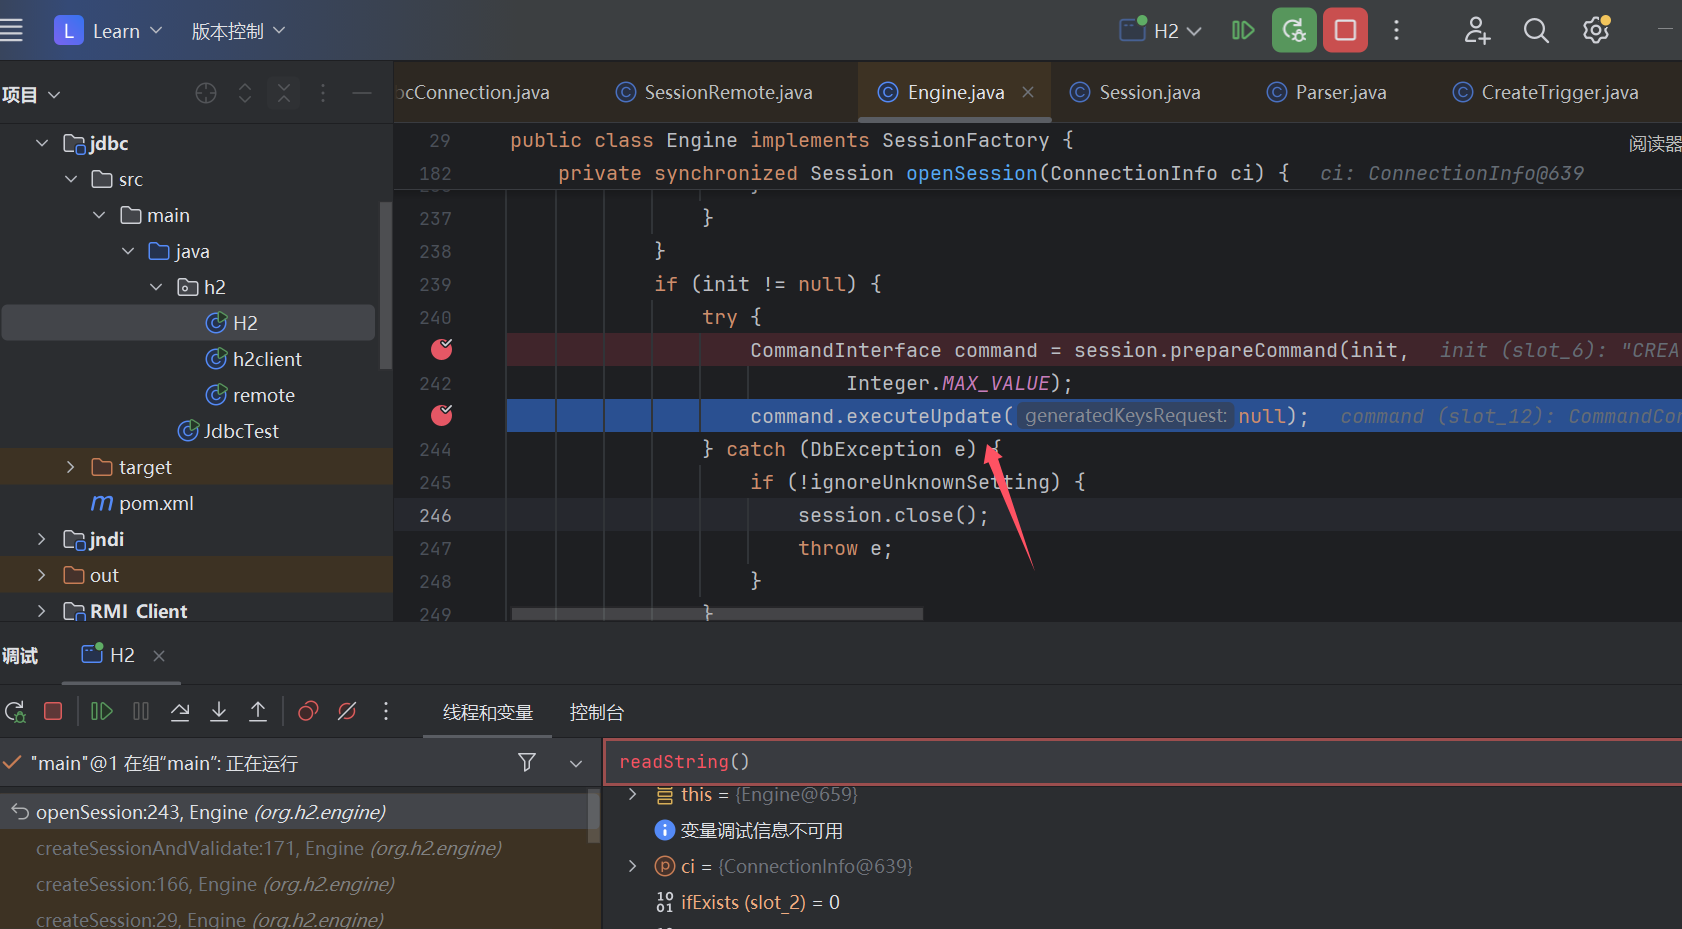 L Learn 版本控制 H2
项目
bcConnection.java SessionRemote.java Engine.java Session.java Parser.java CreateTrigger.java
jdbc
src
main
java
h2
H2
h2client
remote
JdbcTest
target
pom.xml
jndi
out
RMI Client
29 public class Engine implements SessionFactory {
阅读器
182 private synchronized Session openSession(ConnectionInfo ci) { ci: ConnectionInfo@639
237 }
238 }
239 if (init != null) {
240 try {
CommandInterface command = session.prepareCommand(init, init (slot_6): "CREA
242 Integer.MAX_VALUE);
command.executeUpdate( generatedKeysRequest: null); command (slot_12): CommandCon
244 } catch (DbException e) {
245 if (!ignoreUnknownSetting) {
246 session.close();
247 throw e;
248 }
249 }
调试 H2
线程和变量 控制台
"main"@1 在组"main": 正在运行
openSession:243, Engine (org.h2.engine)
createSessionAndValidate:171, Engine (org.h2.engine)
createSession:166, Engine (org.h2.engine)
createSession:29, Engine (org.h2.engine)
readString()
this = {Engine@659}
变量调试信息不可用
ci = {ConnectionInfo@639}
ifExists (slot_2) = 0